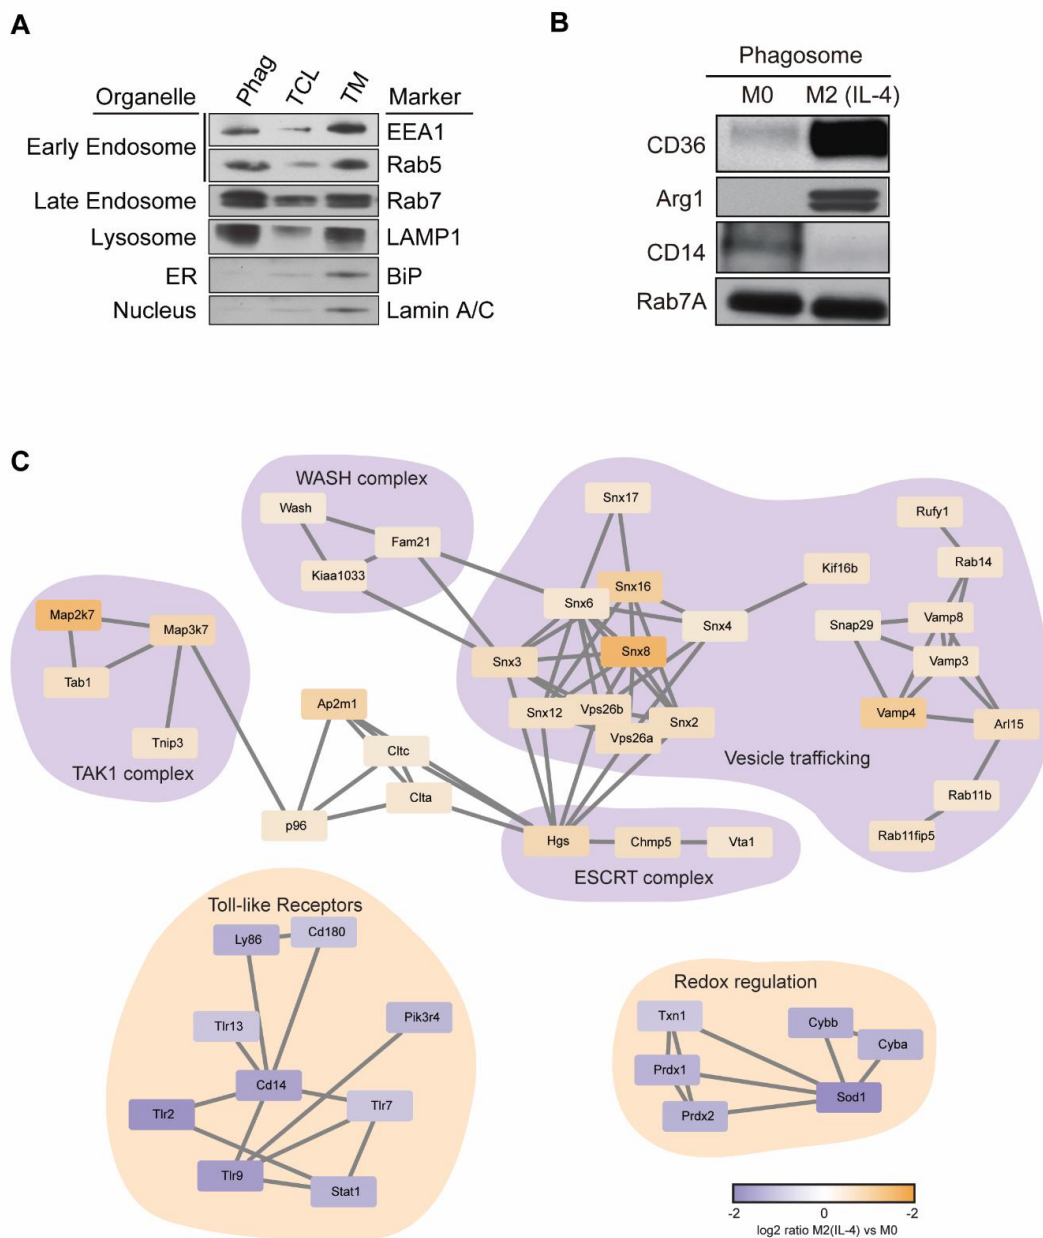 A
Organelle Phag TCL TM Marker
Early Endosome EEA1
Rab5
Late Endosome Rab7
Lysosome LAMP1
ER BiP
Nucleus Lamin A/C
B
Phagosome
M0 M2 (IL-4)
CD36
Arg1
CD14
Rab7A
C
WASH complex
Wash
Fam21
Kiaa1033
Map2k7
Map3k7
Tab1
Tnip3
TAK1 complex
Ap2m1
Cltc
Clta
p96
Snx17
Snx16
Snx6
Snx4
Snx8
Snx3
Snx12
Vps26b
Snx2
Vps26a
Kif16b
Rufy1
Rab14
Snap29
Vamp8
Vamp3
Vamp4
Arl15
Rab11b
Rab11fip5
Vesicle trafficking
Hgs
Chmp5
Vta1
ESCRT complex
Toll-like Receptors
Ly86
Cd180
Tlr13
Pik3r4
Cd14
Tlr2
Tlr7
Tlr9
Stat1
Redox regulation
Txn1
Cybb
Cyba
Prdx1
Sod1
Prdx2
-2 0 -2
log2 ratio M2(IL-4) vs M0